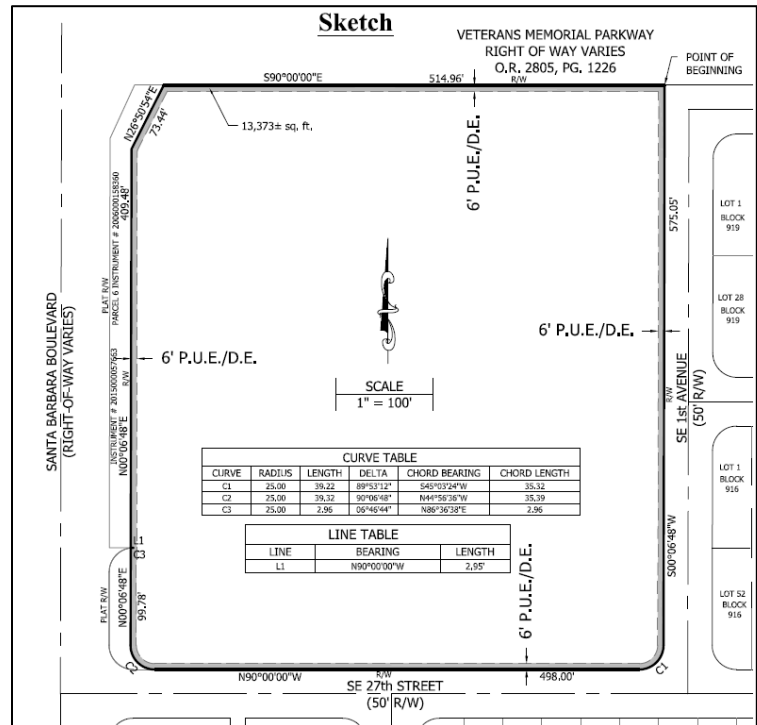 Sketch
VETERANS MEMORIAL PARKWAY
RIGHT OF WAY VARIES
O.R. 2805, PG. 1226
POINT OF
BEGINNING
S90°00'00"E
514.96'
R/W
N26°50'54"E
73.44'
13,373± sq. ft.
6' P.U.E./D.E.
409.48'
575.05'
LOT 1
BLOCK
919
LOT 28
BLOCK
919
PLAT R/W
PARCEL 6 INSTRUMENT # 2006000158360
SANTA BARBARA BOULEVARD
(RIGHT-OF-WAY VARIES)
6' P.U.E./D.E.
6' P.U.E./D.E.
SE 1st AVENUE
(50' R/W)
R/W
INSTRUMENT # 2015000057663
R/W
N00°06'48"E
SCALE
1" = 100'
CURVE TABLE
CURVE RADIUS LENGTH DELTA CHORD BEARING CHORD LENGTH
C1 25.00 39.22 89°53'12" S45°03'24"W 35.32
C2 25.00 39.32 90°06'48" N44°56'36"W 35.39
C3 25.00 2.96 06°46'44" N86°36'38"E 2.96
LINE TABLE
LINE BEARING LENGTH
L1 N90°00'00"W 2.95'
LOT 1
BLOCK
916
LOT 52
BLOCK
916
L1
C3
S00°06'48"W
PLAT R/W
N00°06'48"E
99.78'
6' P.U.E./D.E.
C2
C1
N90°00'00"W
R/W
498.00'
SE 27th STREET
(50' R/W)